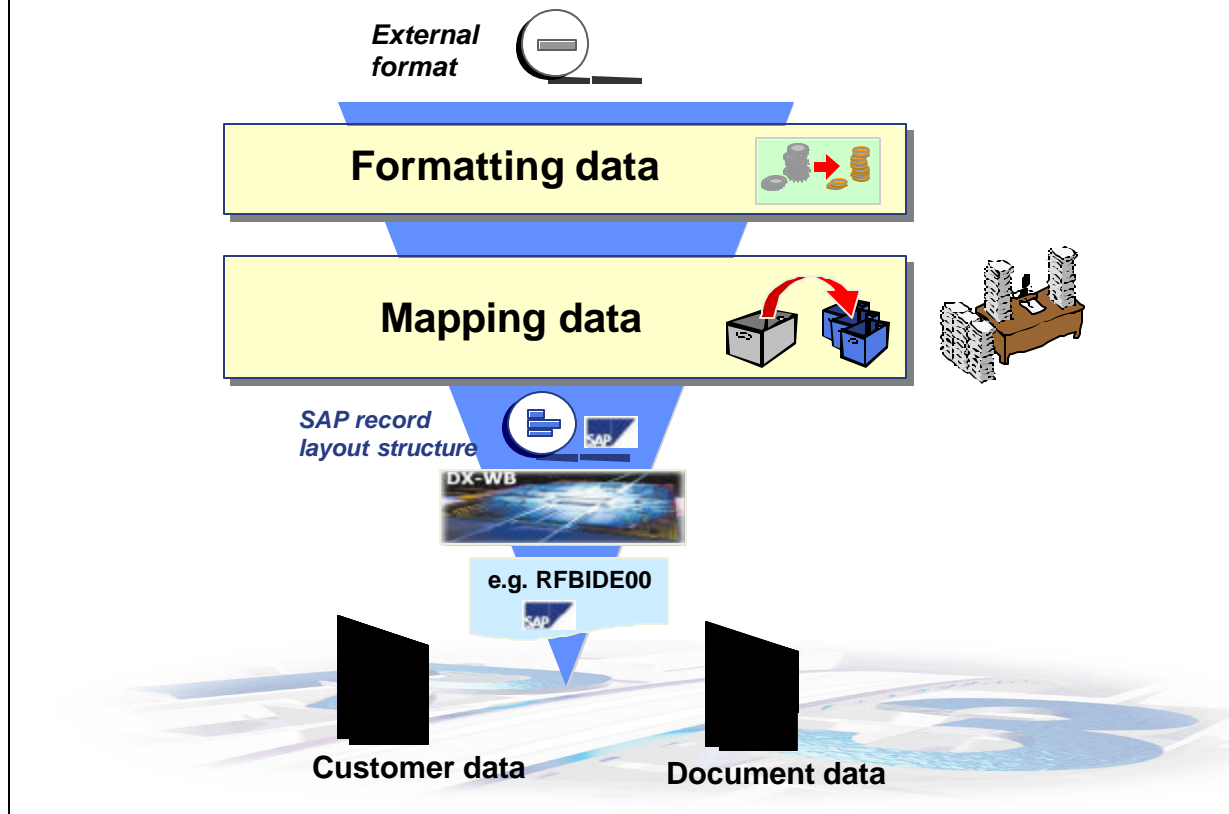 External
format
Formatting data
Mapping data
SAP record
layout structure
SAP
DX-WB
e.g. RFBIDE00
SAP
Customer data
Document data